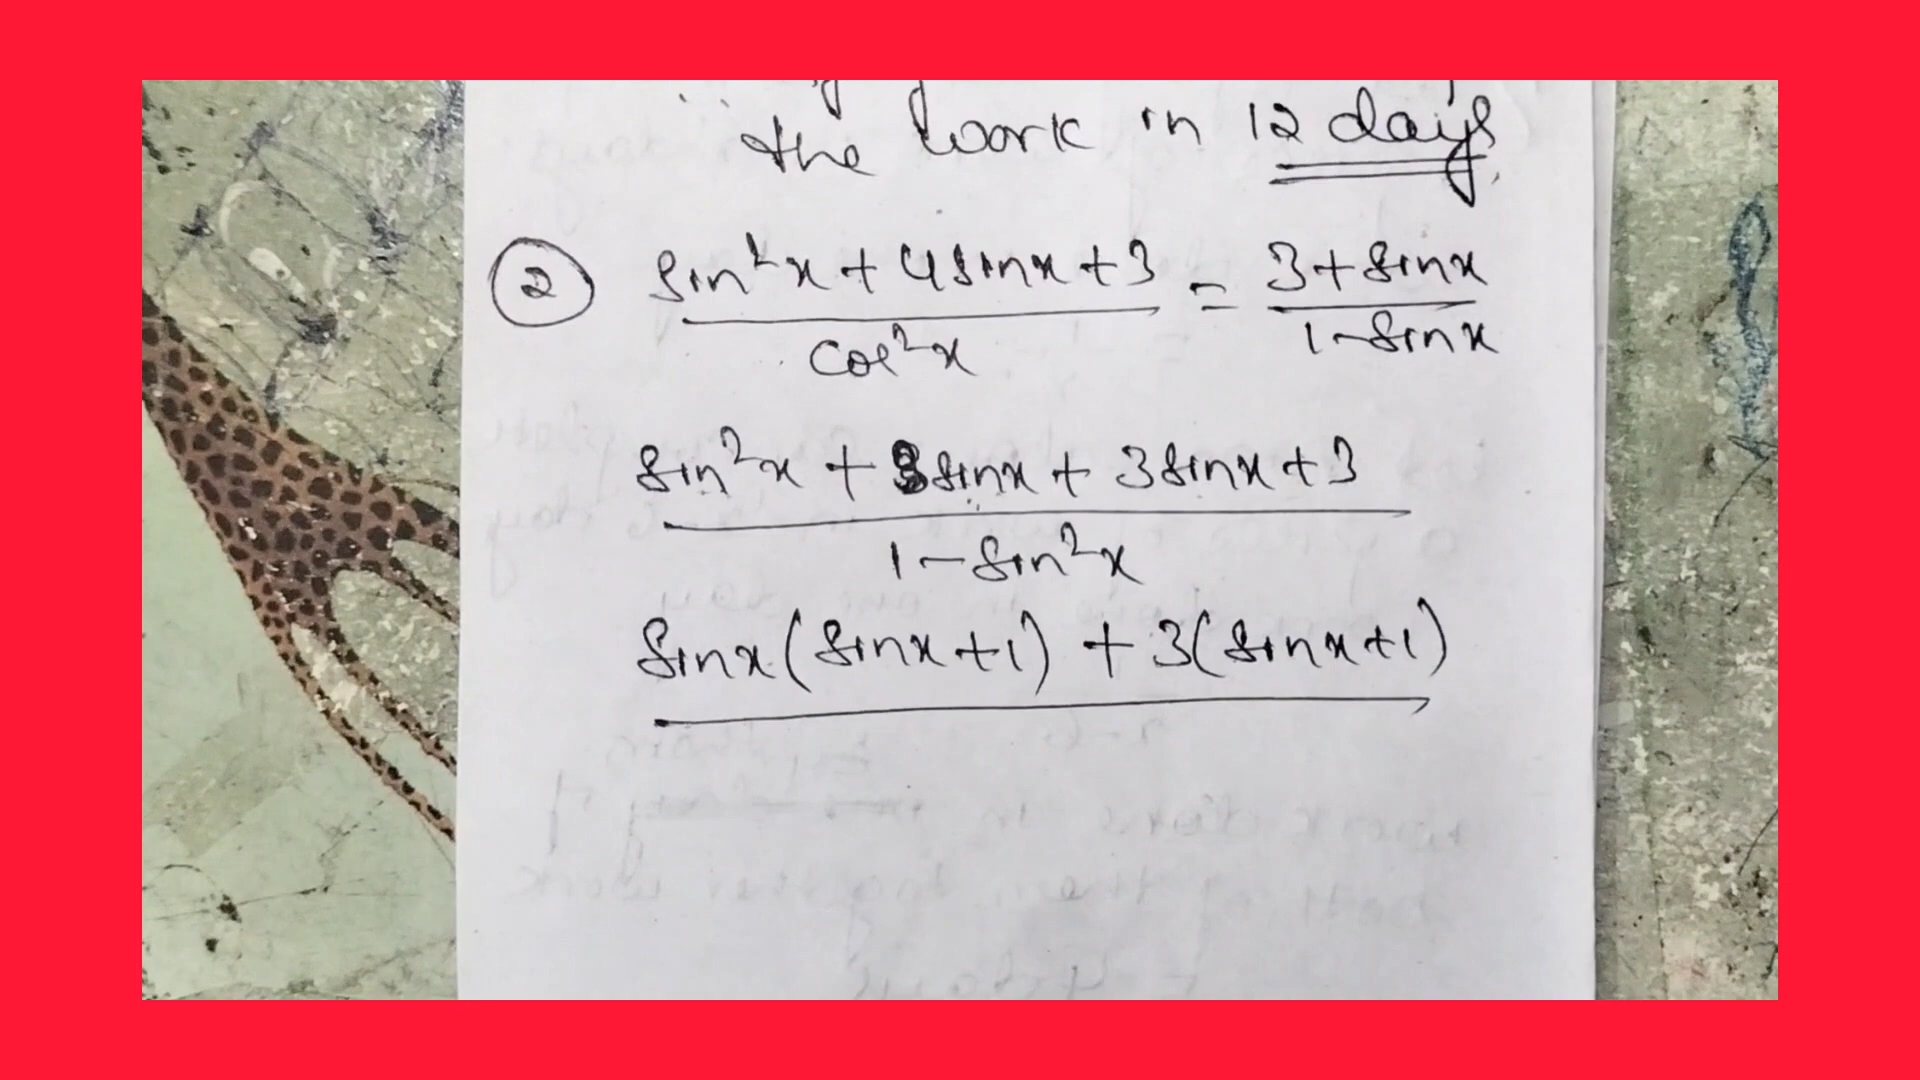 the work in 12 days
② sin²x + 4sinx + 3 / cos²x = 3 + sinx / 1 - sinx
sin²x + sinx + 3sinx + 3 / 1 - sin²x
sinx(sinx + 1) + 3(sinx + 1)